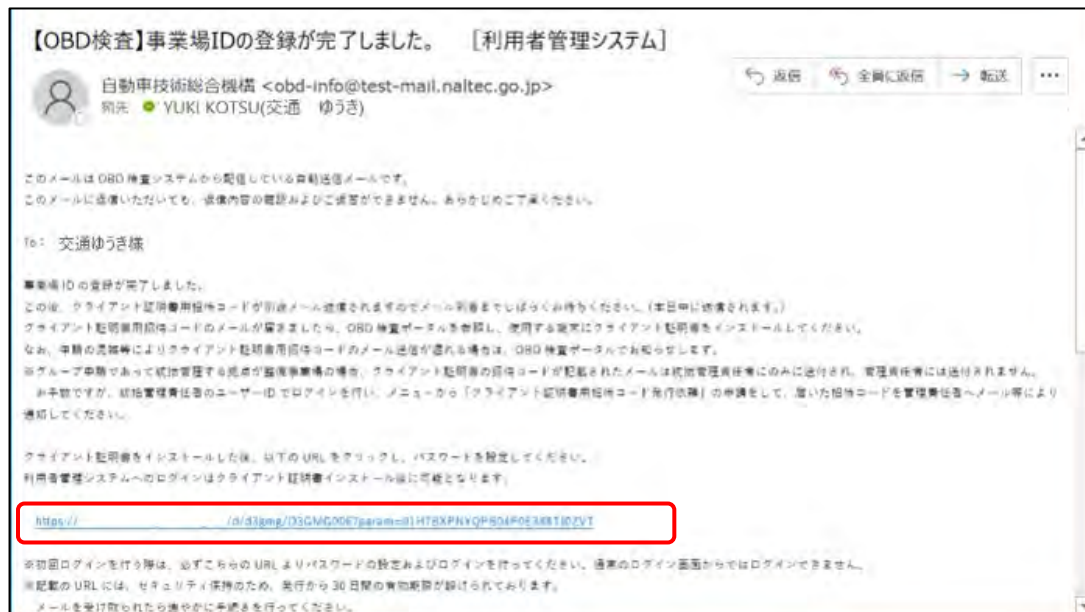 【OBD検査】事業場IDの登録が完了しました。 [利用者管理システム]
返信 全員に返信 → 転送 ...
自動車技術総合機構 <obd-info@test-mail.naltec.go.jp>
宛先 YUKI KOTSU(交通 ゆうき)
このメールは OBD 検査システムから配信している自動送信メールです。
このメールに返信いただいても、返信内容の確認およびご返答ができません。あらかじめご了承ください。
To: 交通ゆうき様
事業場 ID の登録が完了しました。
この後、クライアント証明書用招待コードが別途メール送信されますのでメール到着までしばらくお待ちください。(本日中に送信されます。)
クライアント証明書用招待コードのメールが届きましたら、OBD 検査ポータルを参照し、使用する端末にクライアント証明書をインストールしてください。
なお、申請の混雑等によりクライアント証明書用招待コードのメール送信が遅れる場合は、OBD 検査ポータルでお知らせします。
※グループ申請であって統括管理する拠点が整備事業場の場合、クライアント証明書の招待コードが記載されたメールは統括管理責任者にのみに送付され、管理責任者には送付されません。
お手数ですが、統括管理責任者のユーザーID でログインを行い、メニューから「クライアント証明書用招待コード発行依頼」の申請をして、届いた招待コードを管理責任者へメール等により
通知してください。
クライアント証明書をインストールした後、以下の URL をクリックし、パスワードを設定してください。
利用者管理システムへのログインはクライアント証明書インストール後に可能となります。
https:// /d/d3gmg/D3GMG006?param=
※初回ログインを行う際は、必ずこちらの URL よりパスワードの設定およびログインを行ってください。通常のログイン画面からではログインできません。
※記載の URL には、セキュリティ保持のため、発行から 30 日間の有効期限が設けられております。
メールを受け取られたら速やかに手続きを行ってください。